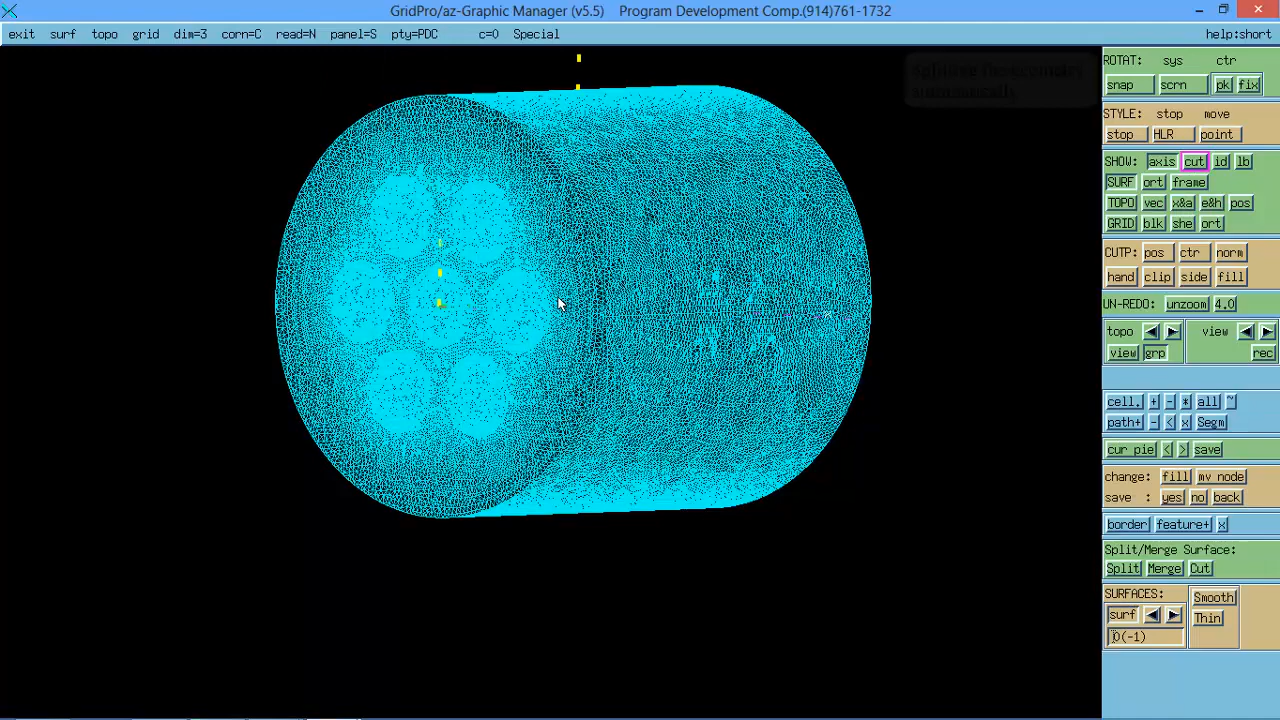 GridPro/az-Graphic Manager (v5.5) Program Development Comp.(914)761-1732
exit surf topo grid dim=3 corn=C read=N panel=S pty=PDC c=0 Special help:short
ROTAT: sys ctr
snap scrn pk fix
STYLE: stop move
stop HLR point
SHOW: axis cut id lb
SURF ort frame
TOPO vec x&a e&h pos
GRID blk she ort
CUTP: pos ctr norm
hand clip side fill
UN-REDO: unzoom 4.0
topo view
view grp rec
cell. + - * all ~
path+ - < x Segm
cur pie < > save
change: fill mv node
save : yes no back
border feature+ x
Split/Merge Surface:
Split Merge Cut
SURFACES: Smooth
surf Thin
0(-1)